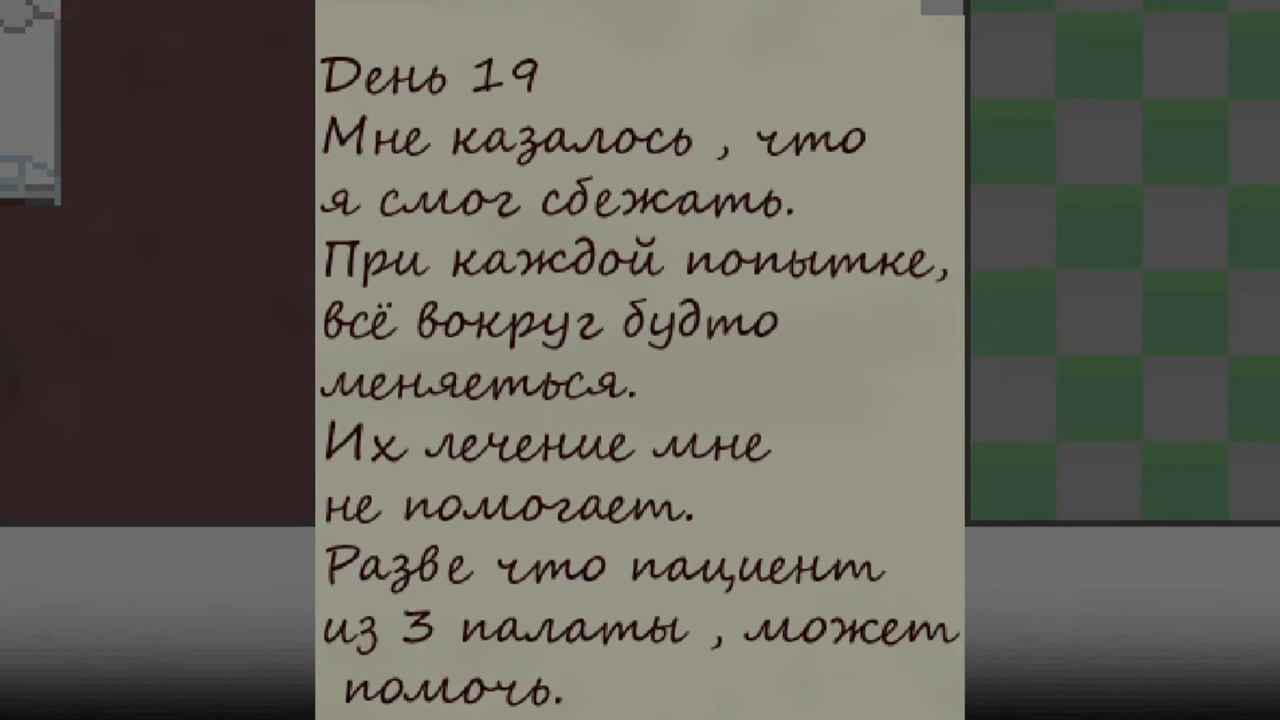 День 19
Мне казалось , что
я смог сбежать.
При каждой попытке,
всё вокруг будто
меняеться.
Их лечение мне
не помогает.
Разве что пациент
из 3 палаты , может
помочь.